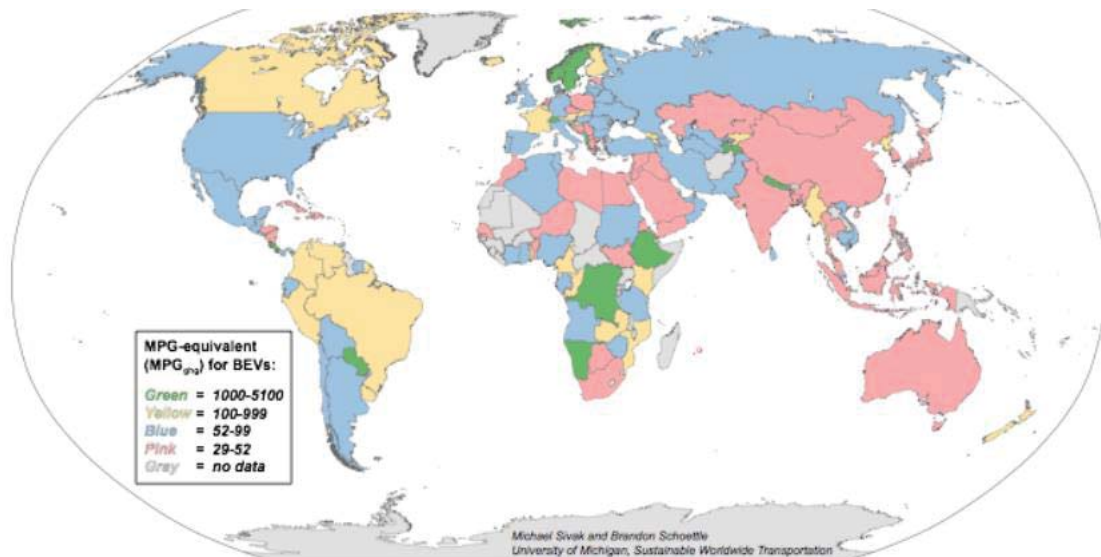 MPG-equivalent
(MPGghg) for BEVs:
Green = 1000-5100
Yellow = 100-999
Blue = 52-99
Pink = 29-52
Gray = no data
Michael Sivak and Brandon Schoettle
University of Michigan, Sustainable Worldwide Transportation